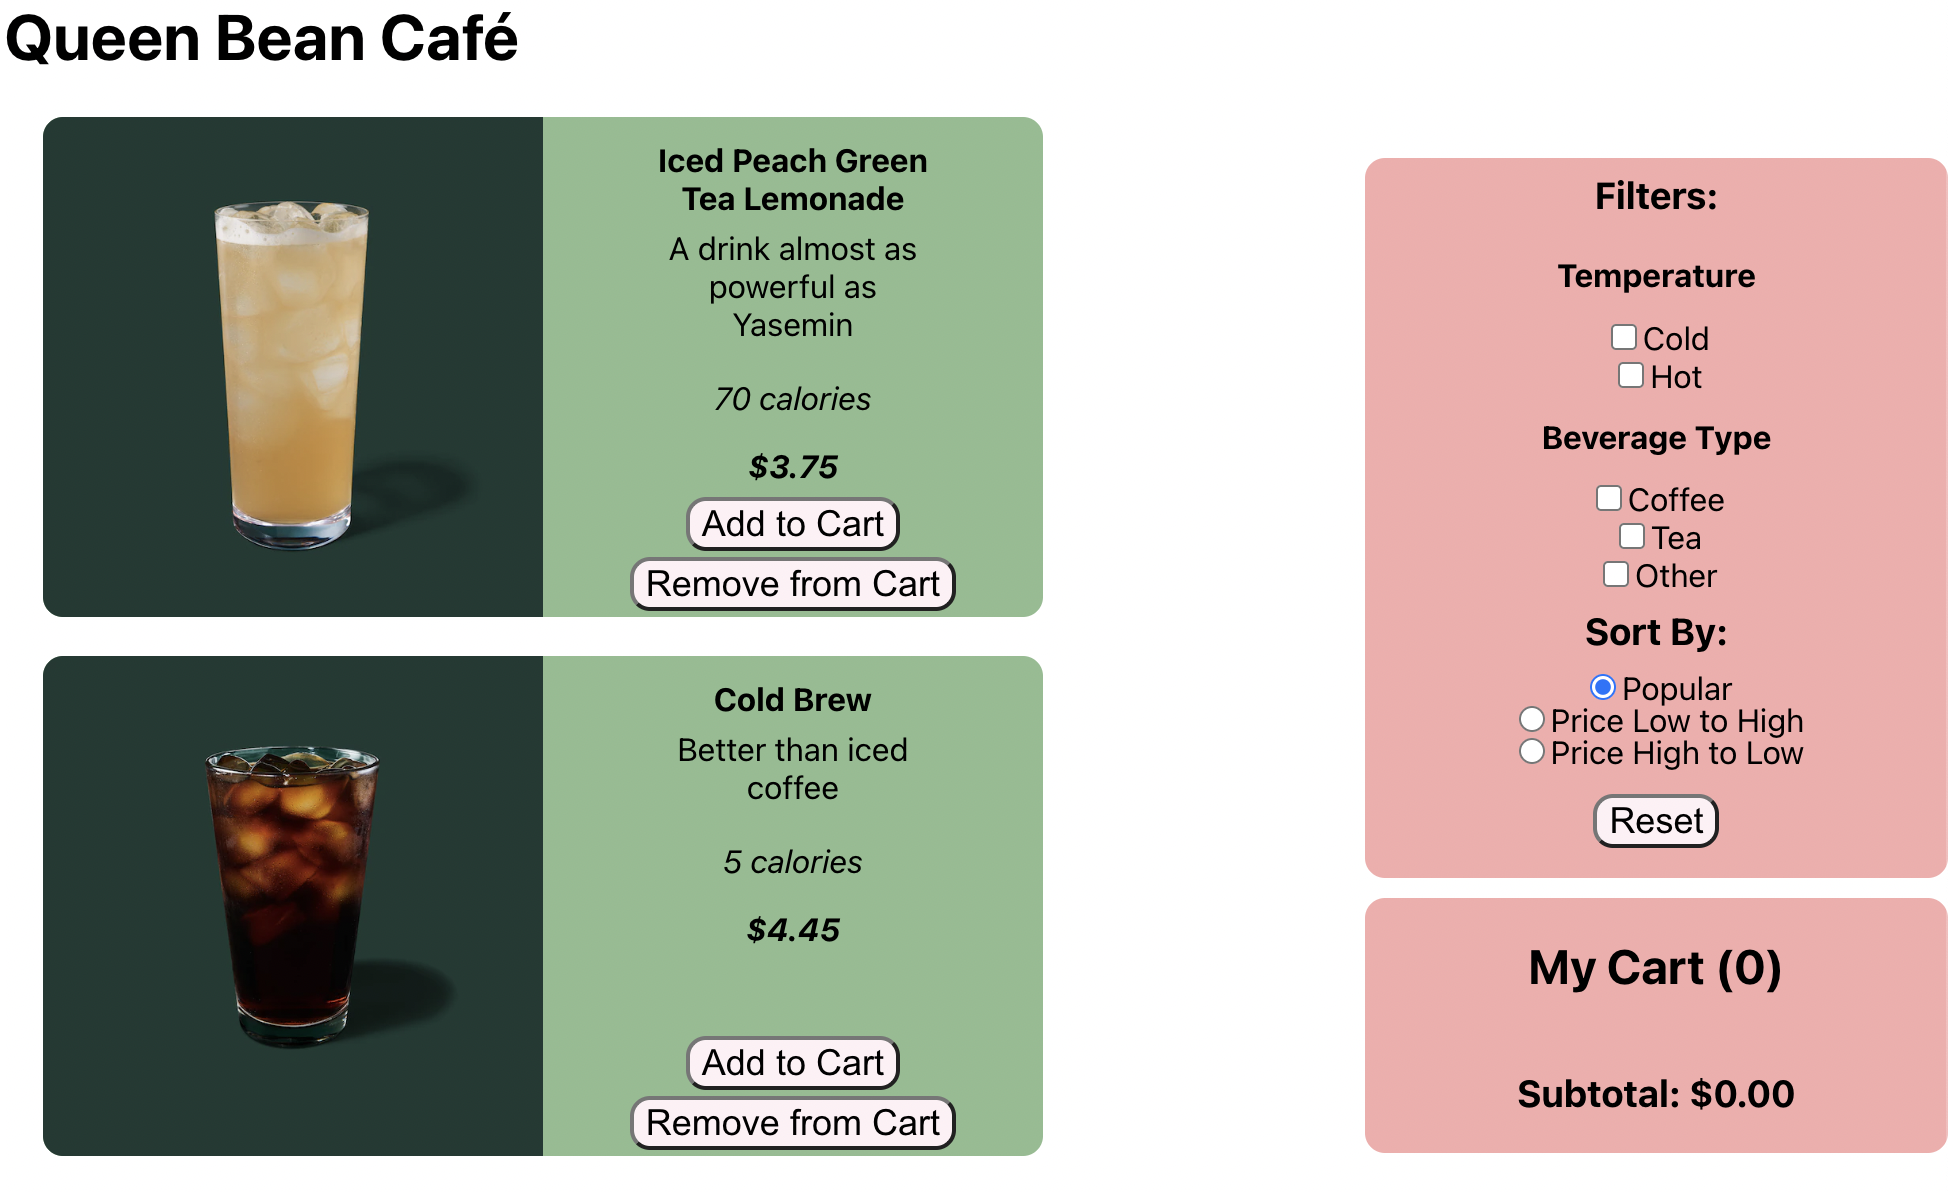 Queen Bean Café
Iced Peach Green
Tea Lemonade
A drink almost as
powerful as
Yasemin
70 calories
$3.75
Add to Cart
Remove from Cart
Cold Brew
Better than iced
coffee
5 calories
$4.45
Add to Cart
Remove from Cart
Filters:
Temperature
Cold
Hot
Beverage Type
Coffee
Tea
Other
Sort By:
Popular
Price Low to High
Price High to Low
Reset
My Cart (0)
Subtotal: $0.00